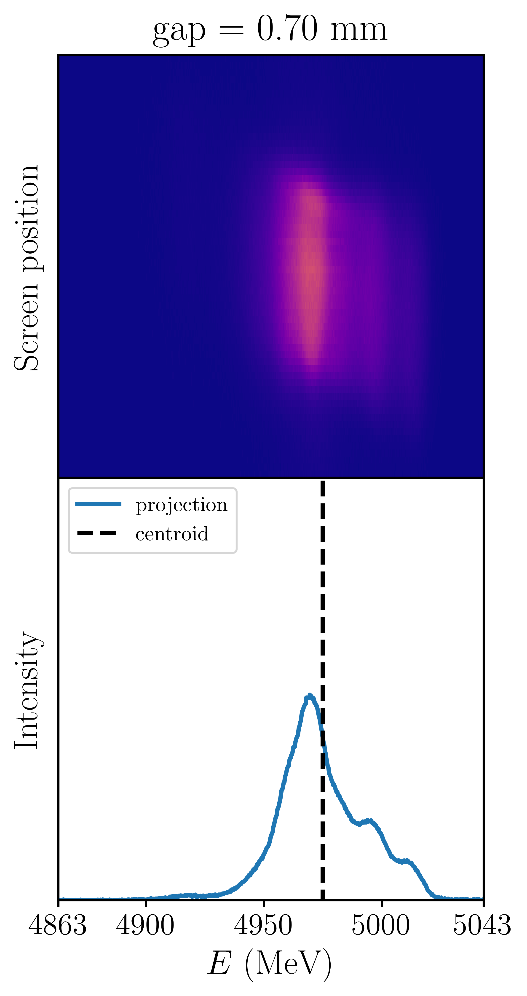 gap = 0.70 mm
Screen position
projection
centroid
Intensity
4863 4900 4950 5000 5043
E (MeV)